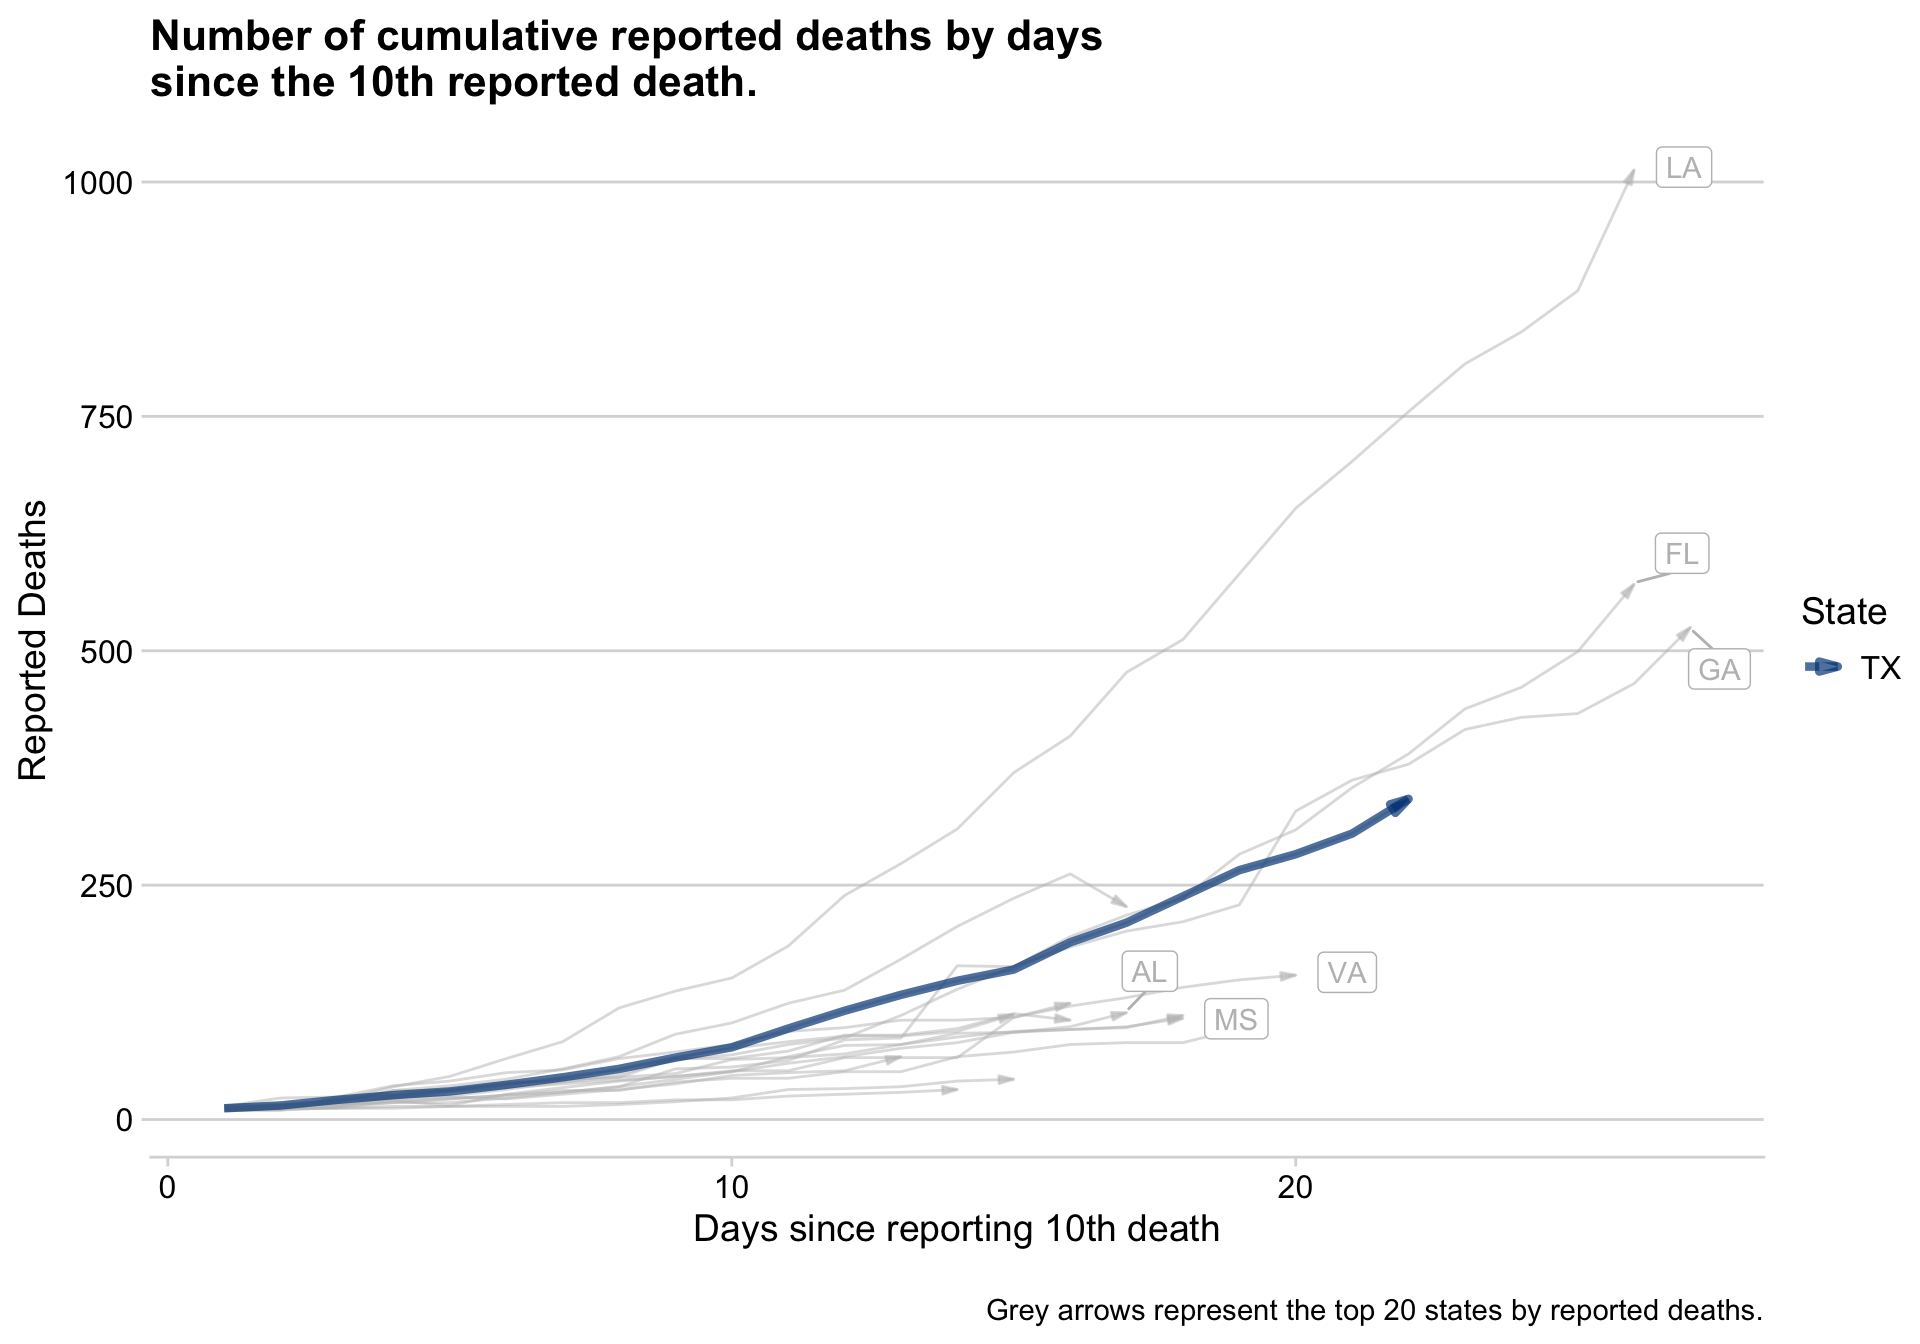 Number of cumulative reported deaths by days
since the 10th reported death.
1000
750
500
250
0
Reported Deaths
LA
FL
GA
AL
VA
MS
State
TX
0
10
20
Days since reporting 10th death
Grey arrows represent the top 20 states by reported deaths.